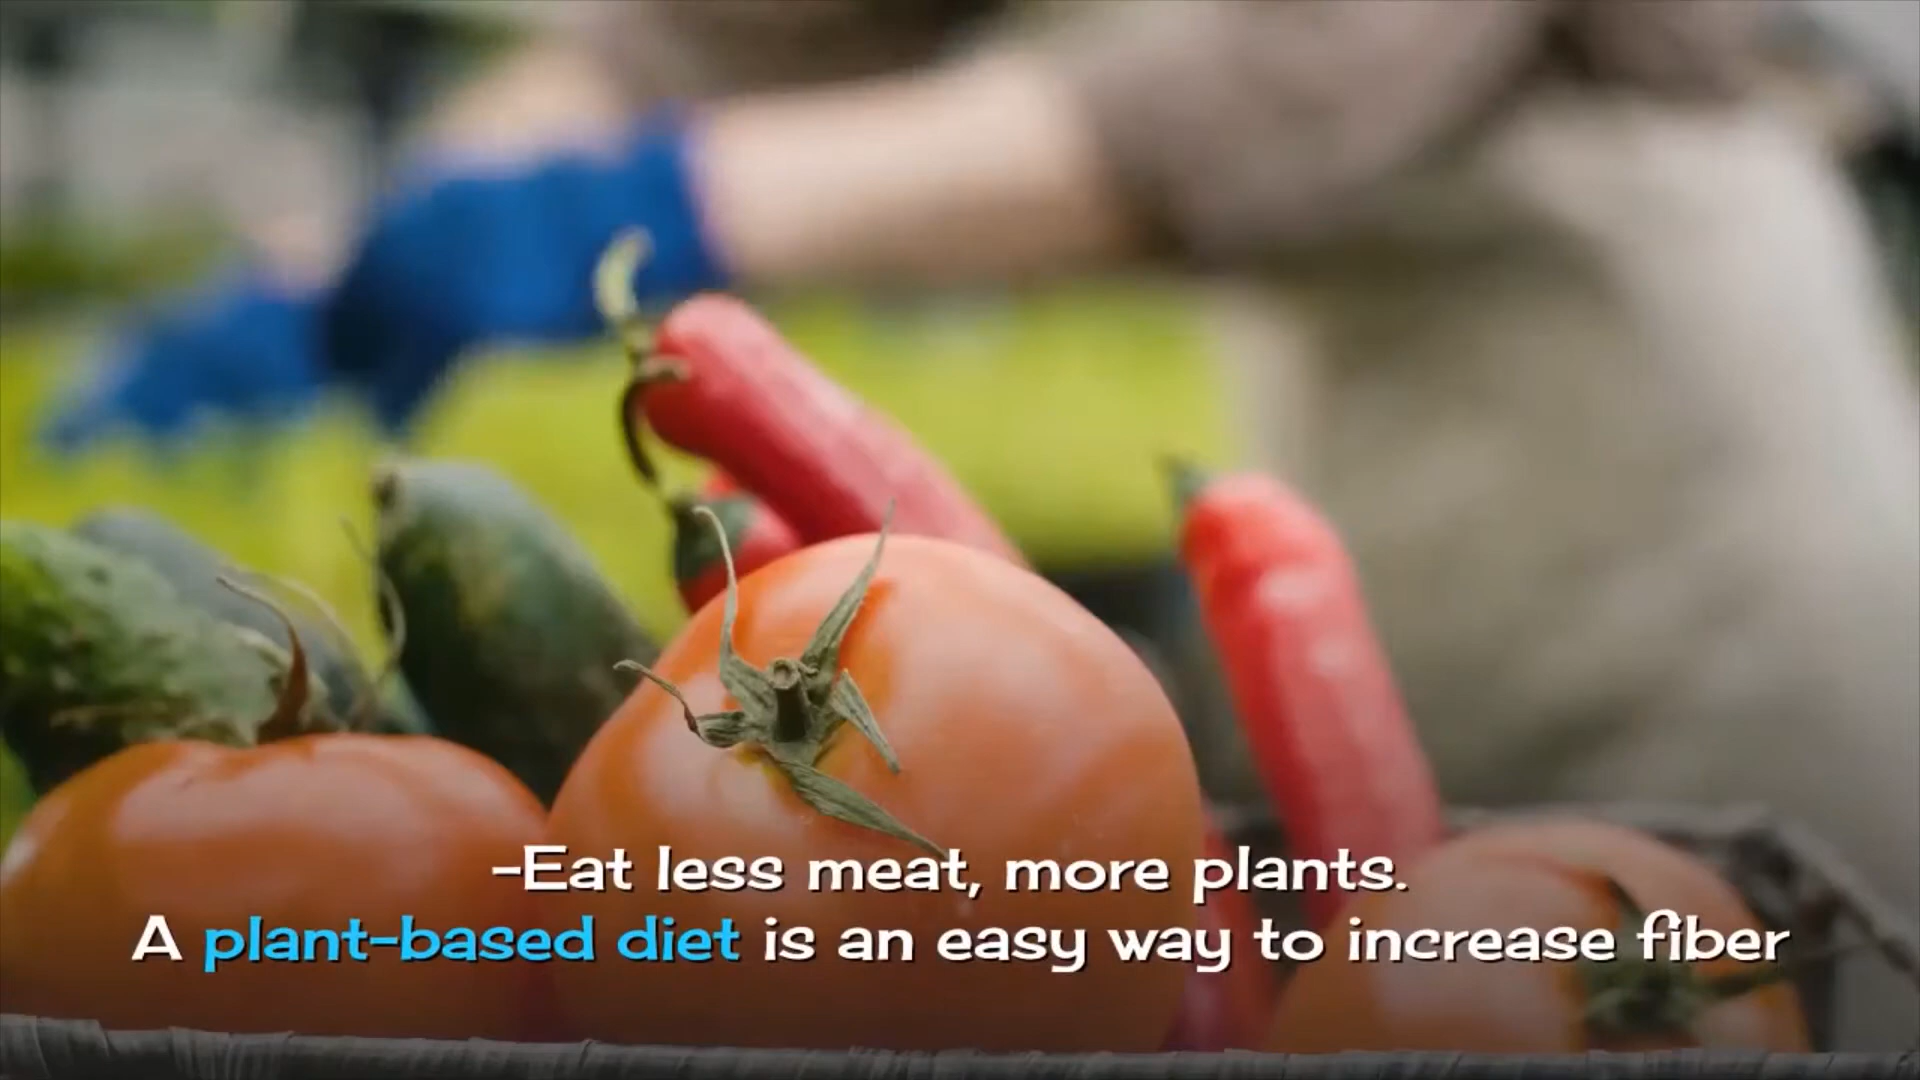 -Eat less meat, more plants.
A plant-based diet is an easy way to increase fiber